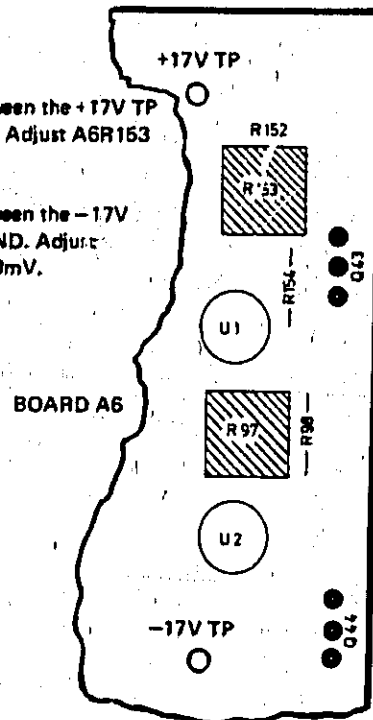 +17V TP
een the +17V TP
Adjust A6R153
R152
R153
een the −17V
ND. Adjust
0mV.
Q43
R154
U1
BOARD A6
R97
R98
U2
−17V TP
Q44